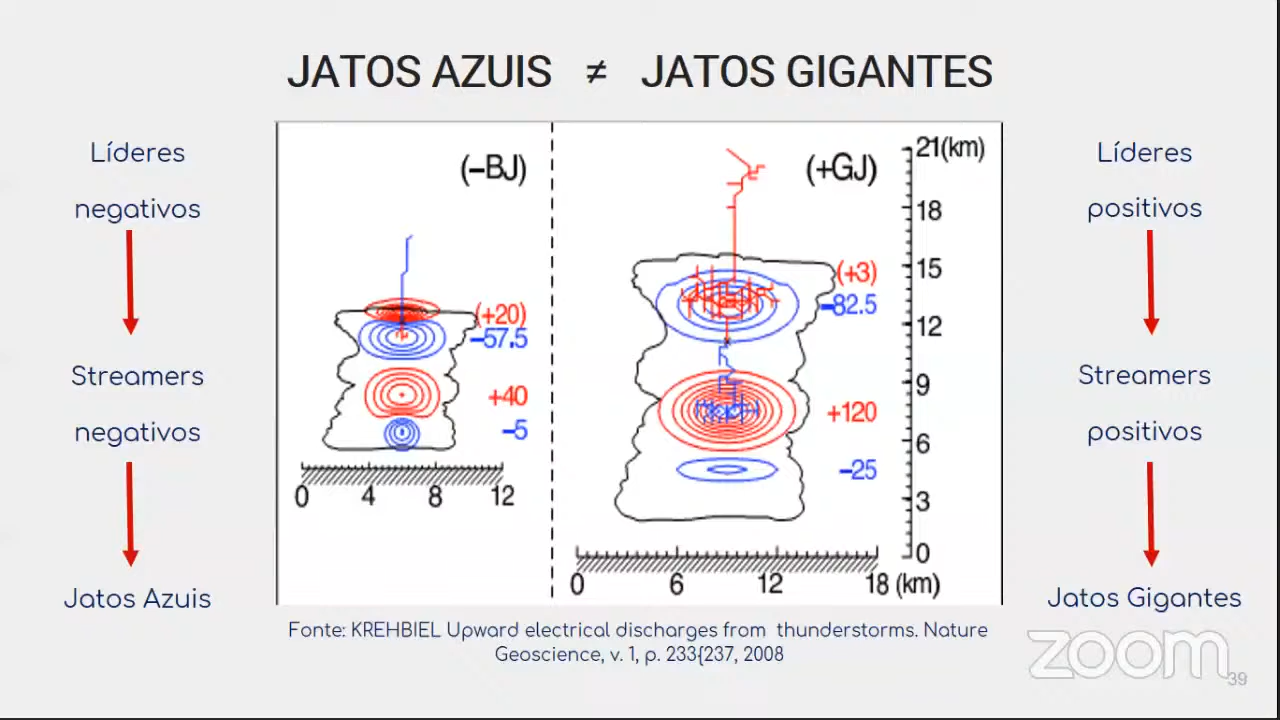 JATOS AZUIS ≠ JATOS GIGANTES
Líderes
negativos
Streamers
negativos
Jatos Azuis
(–BJ)
(+20)
–57.5
+40
–5
0 4 8 12
(+GJ)
(+3)
–82.5
+120
–25
0 6 12 18 (km)
21(km)
18
15
12
9
6
3
0
Líderes
positivos
Streamers
positivos
Jatos Gigantes
Fonte: KREHBIEL Upward electrical discharges from thunderstorms. Nature
Geoscience, v. 1, p. 233{237, 2008
zoom
39